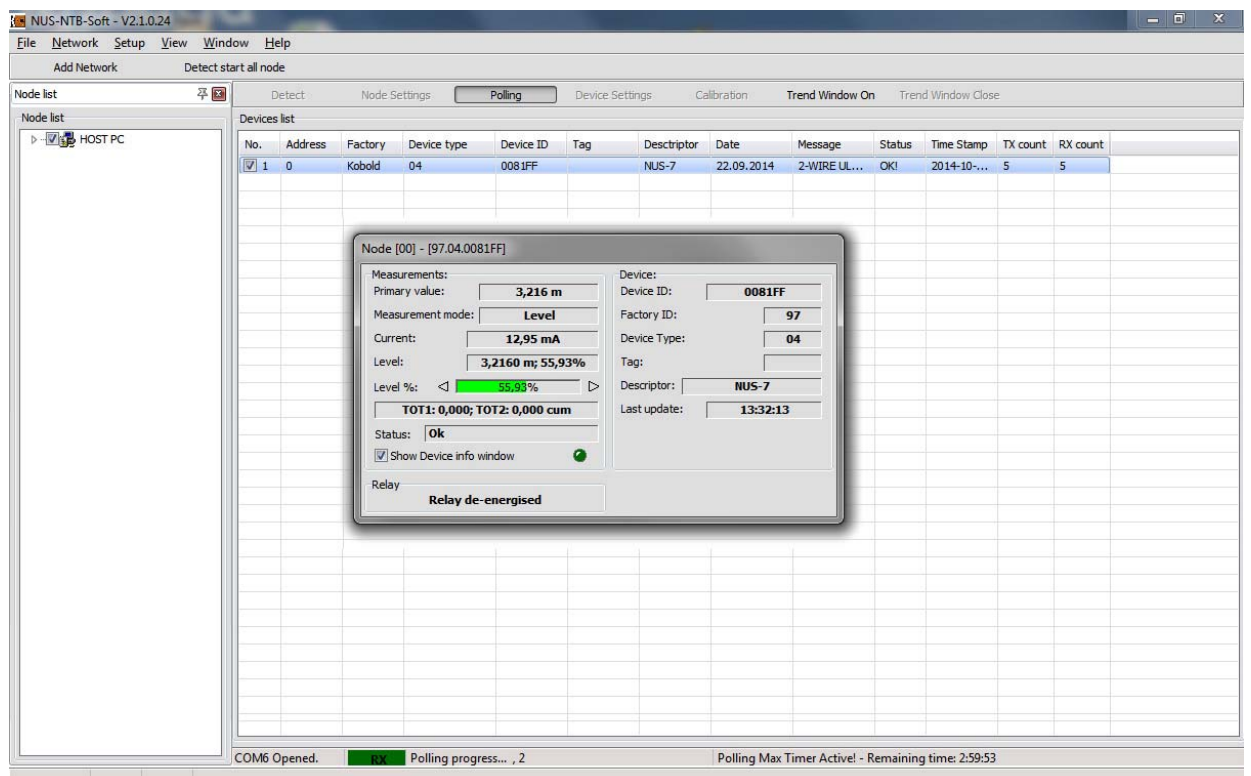 NUS-NTB-Soft - V2.1.0.24
File Network Setup View Window Help
Add Network Detect start all node
Node list
Detect Node Settings Polling Device Settings Calibration Trend Window On Trend Window Close
Node list
HOST PC
Devices list
No. Address Factory Device type Device ID Tag Desctriptor Date Message Status Time Stamp TX count RX count
1 0 Kobold 04 0081FF NUS-7 22.09.2014 2-WIRE UL... OK! 2014-10-... 5 5
Node [00] - [97.04.0081FF]
Measurements:
Primary value: 3,216 m
Measurement mode: Level
Current: 12,95 mA
Level: 3,2160 m; 55,93%
Level %: 55,93%
TOT1: 0,000; TOT2: 0,000 cum
Status: Ok
Show Device info window
Relay
Relay de-energised
Device:
Device ID: 0081FF
Factory ID: 97
Device Type: 04
Tag:
Descriptor: NUS-7
Last update: 13:32:13
COM6 Opened. RX Polling progress... , 2 Polling Max Timer Active! - Remaining time: 2:59:53